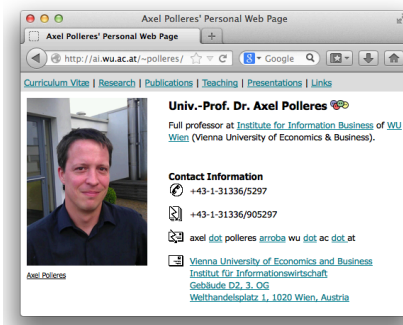 Axel Polleres' Personal Web Page
Axel Polleres' Personal Web Page
http://ai.wu.ac.at/~polleres/
Google
Curriculum Vitæ | Research | Publications | Teaching | Presentations | Links
Univ.-Prof. Dr. Axel Polleres
Full professor at Institute for Information Business of WU
Wien (Vienna University of Economics & Business).
Contact Information
+43-1-31336/5297
+43-1-31336/905297
axel dot polleres arroba wu dot ac dot at
Vienna University of Economics and Business
Institut für Informationswirtschaft
Gebäude D2, 3. OG
Welthandelsplatz 1, 1020 Wien, Austria
Axel Polleres